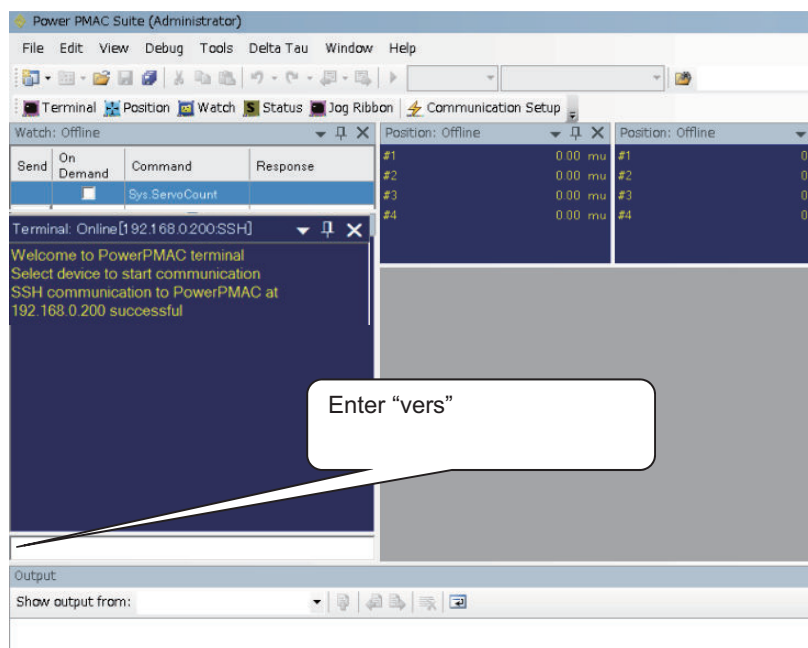 Power PMAC Suite (Administrator)
File Edit View Debug Tools Delta Tau Window Help
Terminal Position Watch Status Jog Ribbon Communication Setup
Watch: Offline
Send On Demand Command Response
Sys.ServoCount
Position: Offline
#1 0.00 mu
#2 0.00 mu
#3 0.00 mu
#4 0.00 mu
Position: Offline
#1 0
#2 0
#3 0
#4 0
Terminal: Online[192.168.0.200:SSH]
Welcome to PowerPMAC terminal
Select device to start communication
SSH communication to PowerPMAC at
192.168.0.200 successful
Enter “vers”
Output
Show output from: